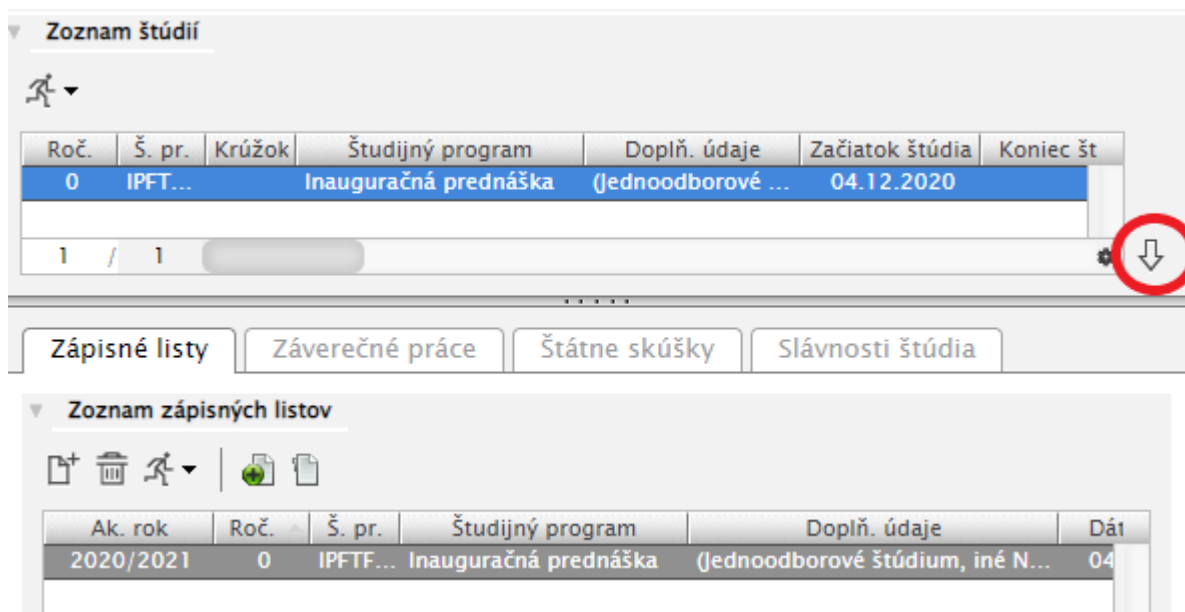 Zoznam štúdií
Roč. Š. pr. Krúžok Študijný program Doplň. údaje Začiatok štúdia Koniec št
0 IPFT... Inauguračná prednáška (Jednoodborové ... 04.12.2020
1 / 1
Zápisné listy Záverečné práce Štátne skúšky Slávnosti štúdia
Zoznam zápisných listov
Ak. rok Roč. Š. pr. Študijný program Doplň. údaje Dát
2020/2021 0 IPFTF... Inauguračná prednáška (Jednoodborové štúdium, iné N... 04